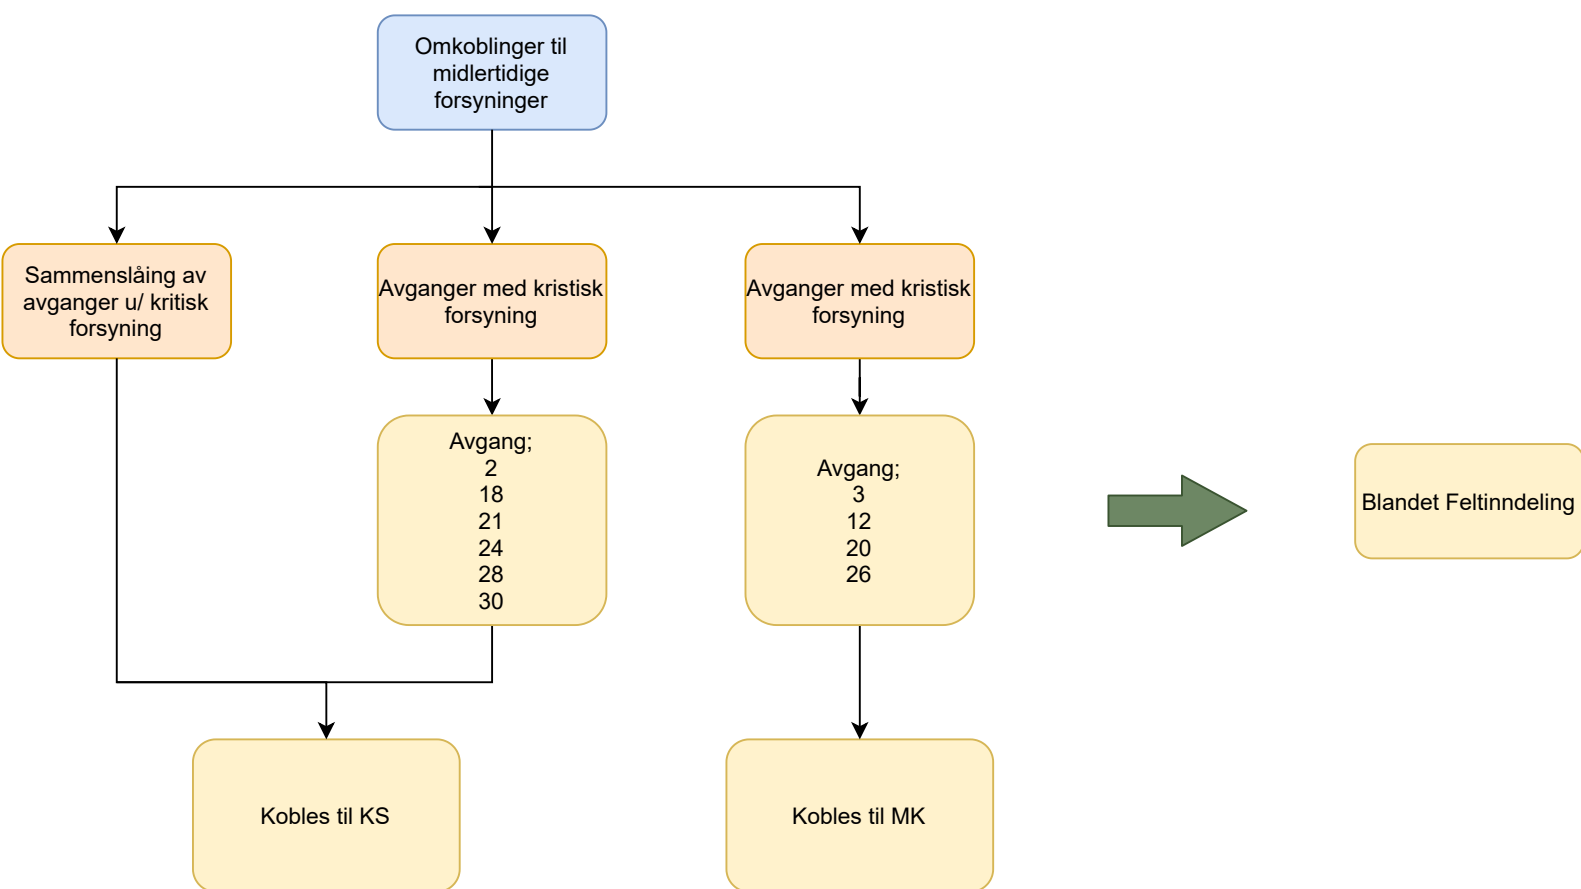 Omkoblinger til
midlertidige
forsyninger
Sammenslåing av
avganger u/ kritisk
forsyning
Avganger med kristisk
forsyning
Avganger med kristisk
forsyning
Avgang;
2
18
21
24
28
30
Avgang;
3
12
20
26
Blandet Feltinndeling
Kobles til KS
Kobles til MK